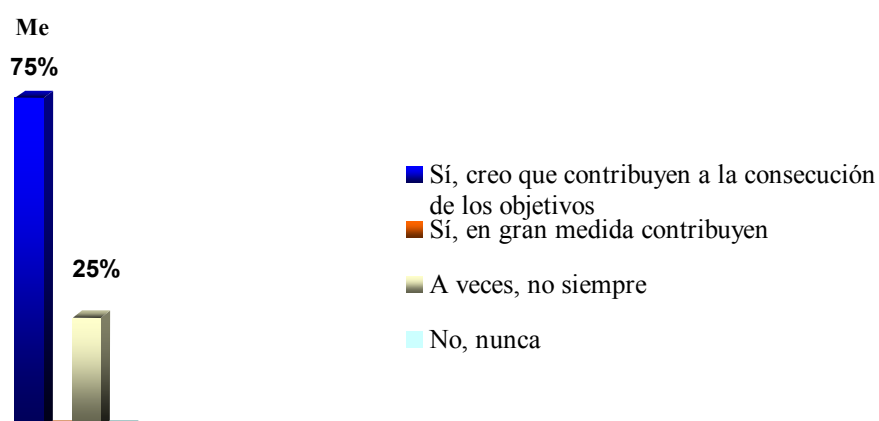 Me
75%
25%
Sí, creo que contribuyen a la consecución
de los objetivos
Sí, en gran medida contribuyen
A veces, no siempre
No, nunca